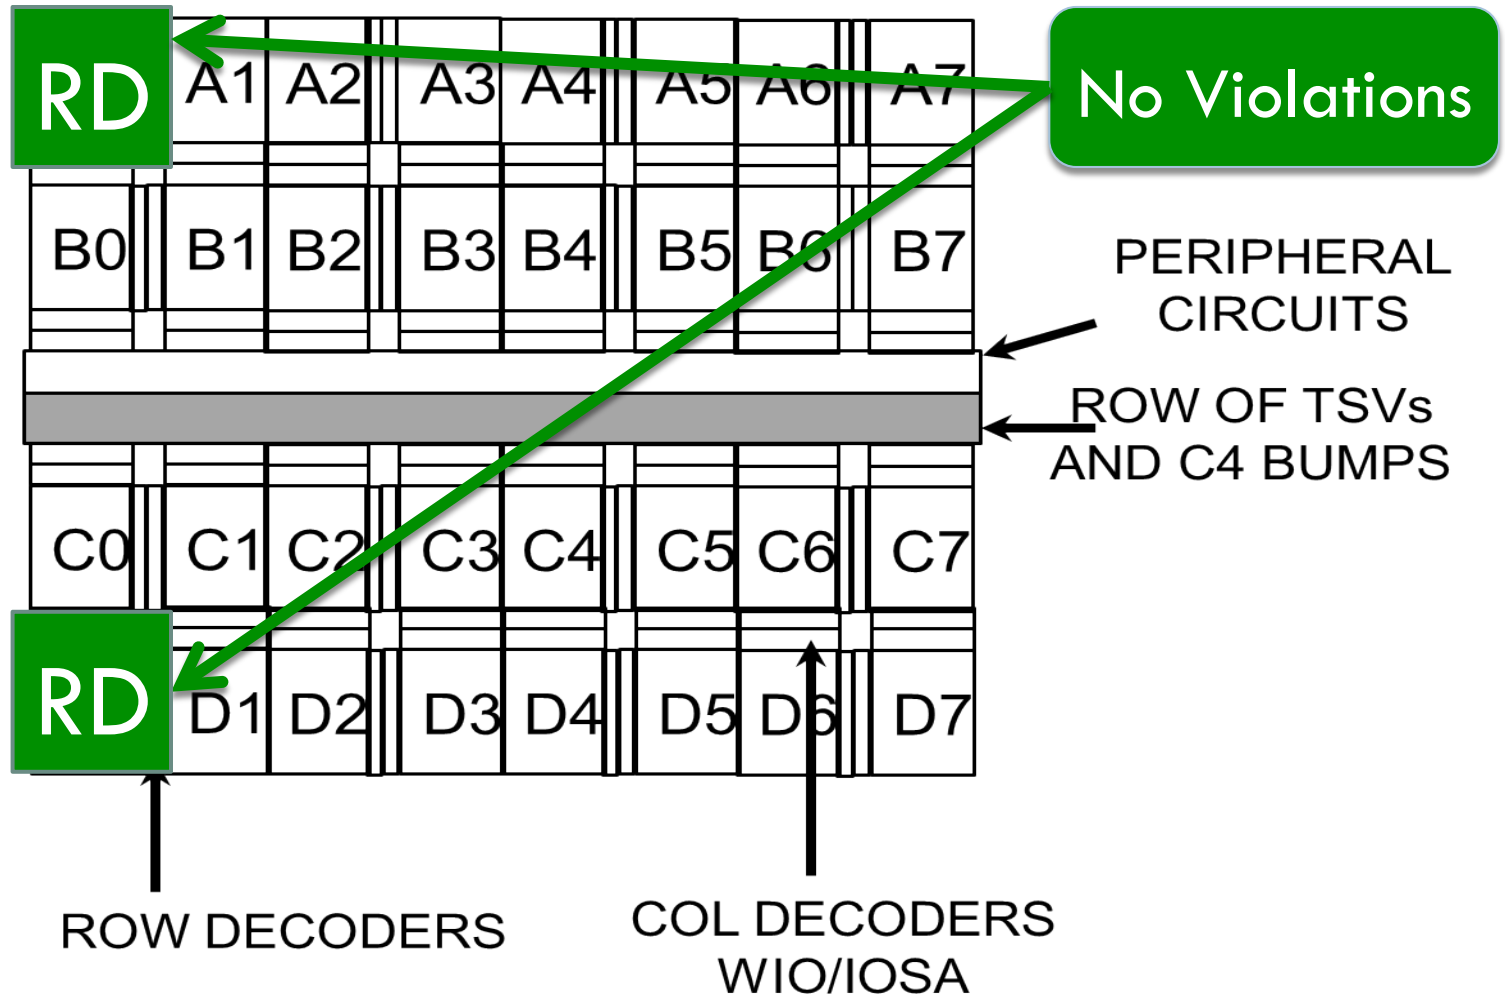 RD A1 A2 A3 A4 A5 A6 A7 No Violations
B0 B1 B2 B3 B4 B5 B6 B7
PERIPHERAL
CIRCUITS
ROW OF TSVs
AND C4 BUMPS
C0 C1 C2 C3 C4 C5 C6 C7
RD D1 D2 D3 D4 D5 D6 D7
ROW DECODERS
COL DECODERS
WIO/IOSA